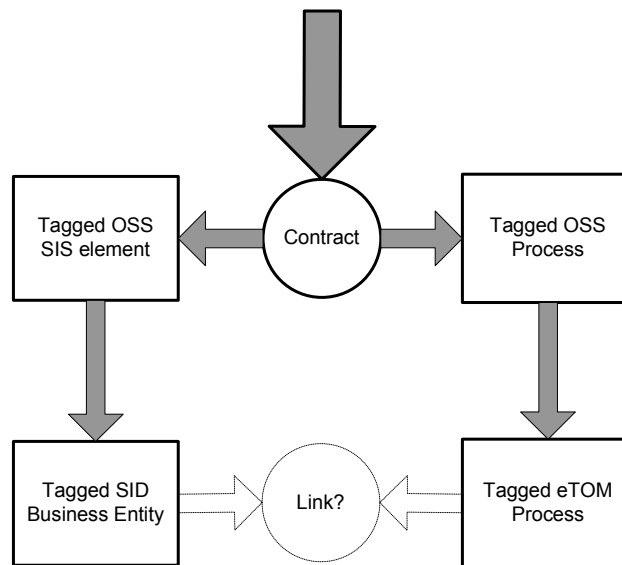 Tagged OSS
SIS element
Contract
Tagged OSS
Process
Tagged SID
Business Entity
Link?
Tagged eTOM
Process